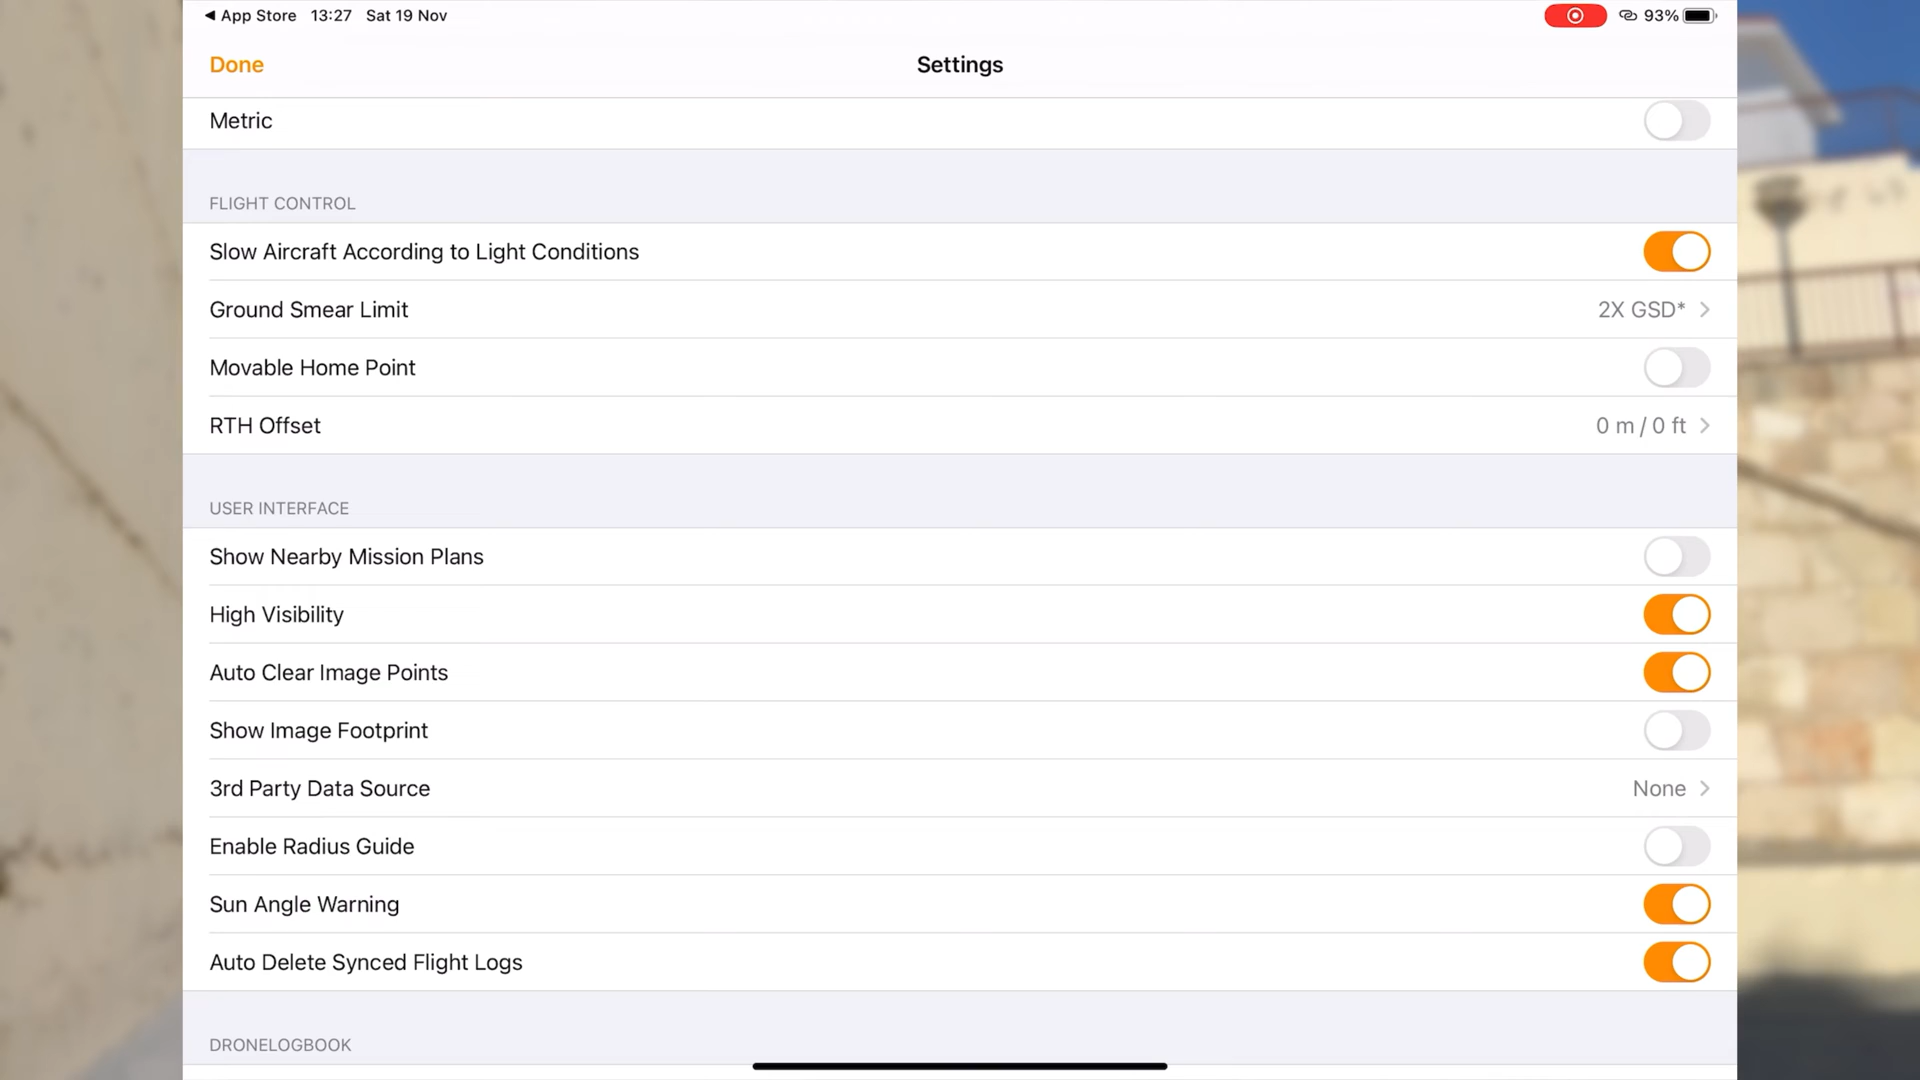 App Store 13:27 Sat 19 Nov 93%
Done Settings
Metric
FLIGHT CONTROL
Slow Aircraft According to Light Conditions
Ground Smear Limit 2X GSD*
Movable Home Point
RTH Offset 0 m / 0 ft
USER INTERFACE
Show Nearby Mission Plans
High Visibility
Auto Clear Image Points
Show Image Footprint
3rd Party Data Source None
Enable Radius Guide
Sun Angle Warning
Auto Delete Synced Flight Logs
DRONELOGBOOK